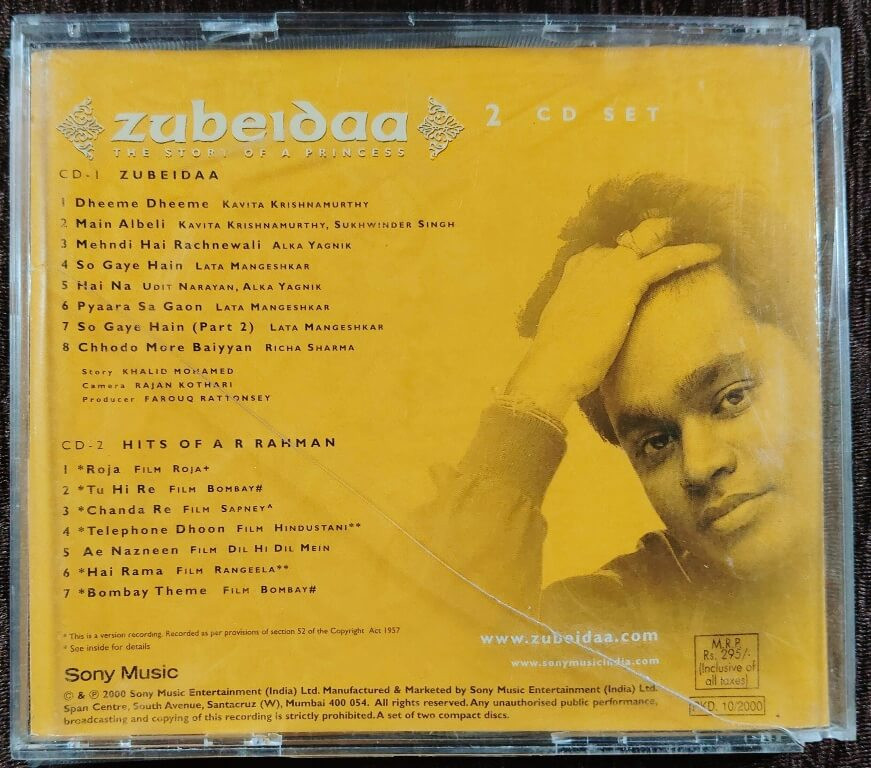 zubeidaa
THE STORY OF A PRINCESS
2 CD SET
CD-1 ZUBEIDAA
1 Dheeme Dheeme Kavita Krishnamurthy
2 Main Albeli Kavita Krishnamurthy, Sukhwinder Singh
3 Mehndi Hai Rachnewali Alka Yagnik
4 So Gaye Hain Lata Mangeshkar
5 Hai Na Udit Narayan, Alka Yagnik
6 Pyaara Sa Gaon Lata Mangeshkar
7 So Gaye Hain (Part 2) Lata Mangeshkar
8 Chhodo More Baiyyan Richa Sharma
Story KHALID MOHAMED
Camera RAJAN KOTHARI
Producer FAROUQ RATTONSEY
CD-2 HITS OF A R RAHMAN
1 *Roja Film Roja+
2 *Tu Hi Re Film Bombay#
3 *Chanda Re Film Sapney^
4 *Telephone Dhoon Film Hindustani**
5 Ae Nazneen Film Dil Hi Dil Mein
6 *Hai Rama Film Rangeela**
7 *Bombay Theme Film Bombay#
* This is a version recording. Recorded as per provisions of section 52 of the Copyright Act 1957
* See inside for details
www.zubeidaa.com
www.sonymusicindia.com
M.R.P.
Rs. 295/-
(Inclusive of
all taxes)
PKD. 10/2000
Sony Music
© & ℗ 2000 Sony Music Entertainment (India) Ltd. Manufactured & Marketed by Sony Music Entertainment (India) Ltd.
Span Centre, South Avenue, Santacruz (W), Mumbai 400 054. All rights reserved. Any unauthorised public performance,
broadcasting and copying of this recording is strictly prohibited. A set of two compact discs.